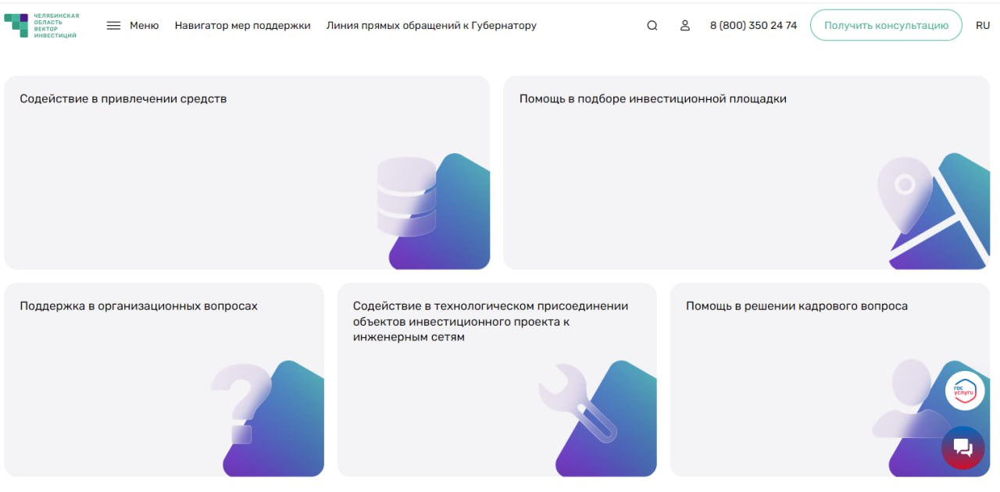 ЧЕЛЯБИНСКАЯ
ОБЛАСТЬ
ВЕКТОР
ИНВЕСТИЦИЙ
Меню
Навигатор мер поддержки
Линия прямых обращений к Губернатору
8 (800) 350 24 74
Получить консультацию
RU
Содействие в привлечении средств
Помощь в подборе инвестиционной площадки
Поддержка в организационных вопросах
Содействие в технологическом присоединении
объектов инвестиционного проекта к
инженерным сетям
Помощь в решении кадрового вопроса
гос
услуги